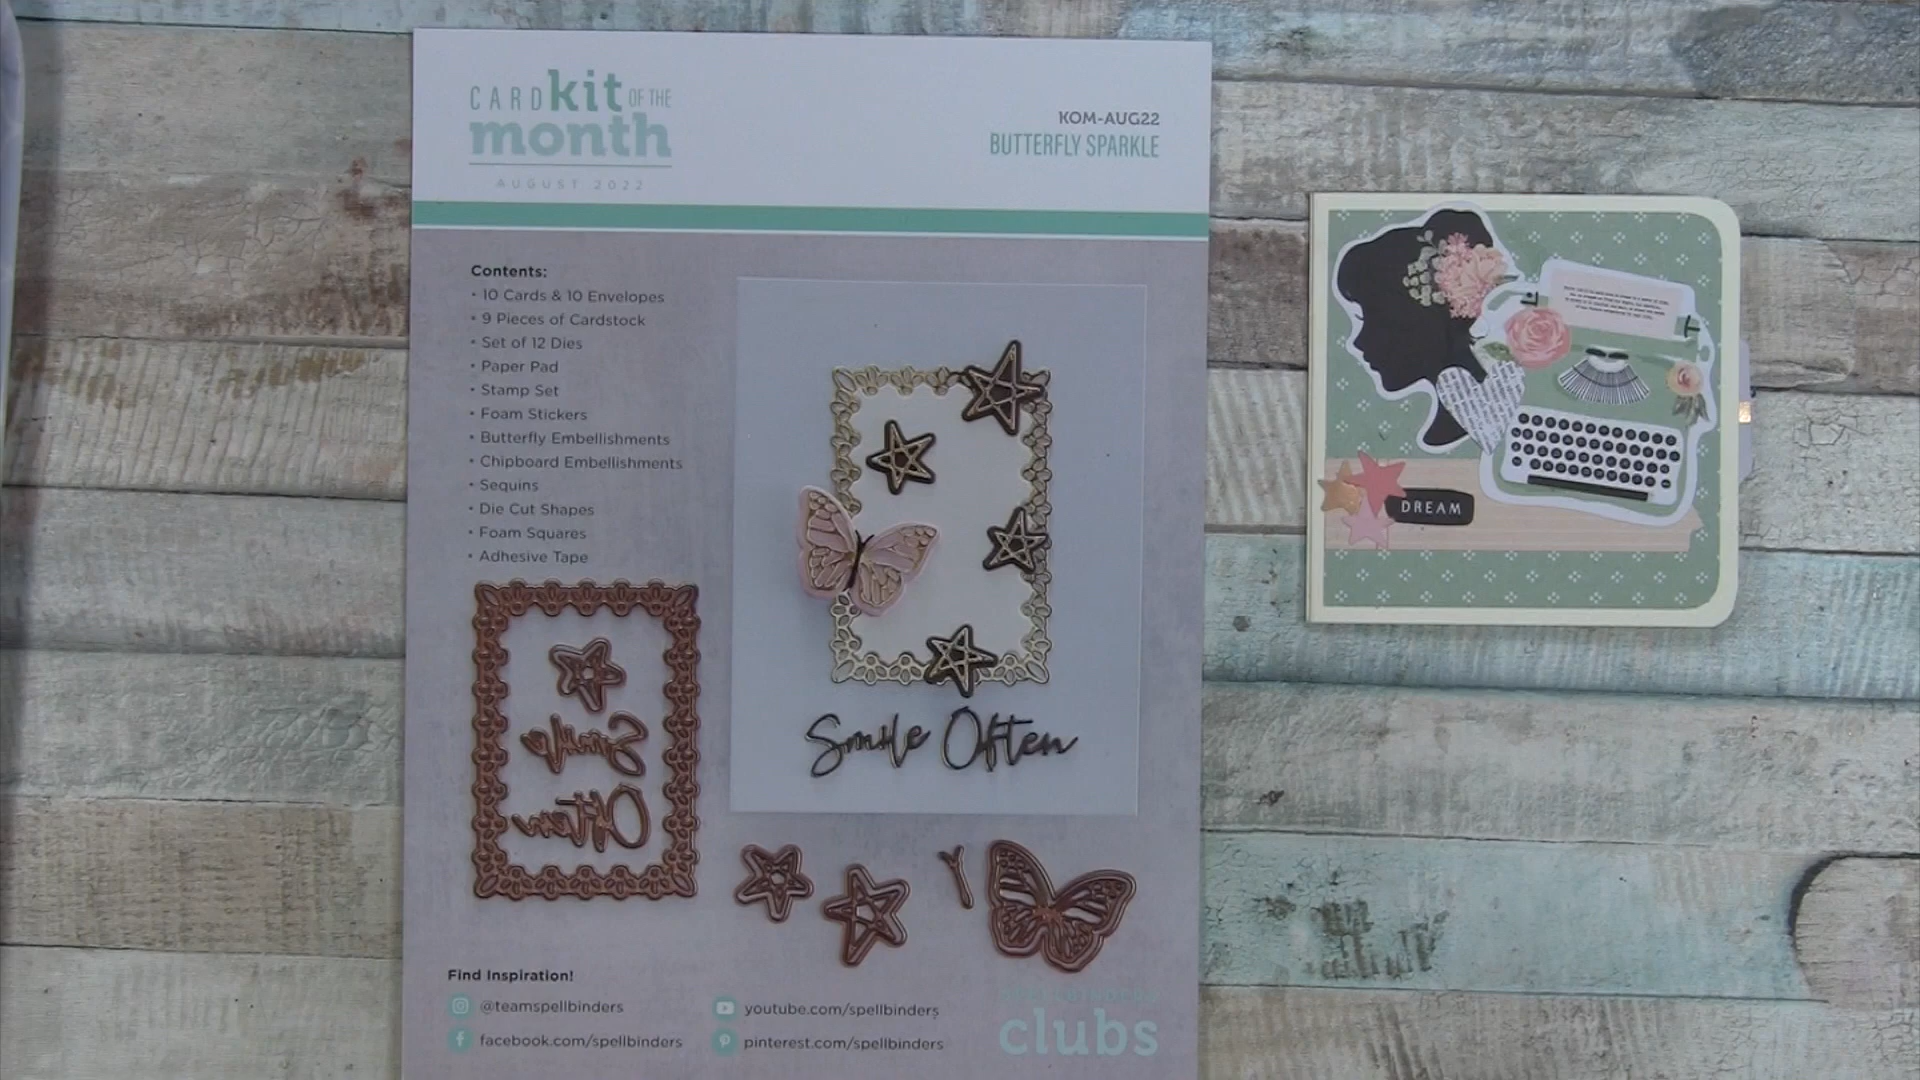 CARD kit OF THE
month
AUGUST 2022
KOM-AUG22
BUTTERFLY SPARKLE
Contents:
• 10 Cards & 10 Envelopes
• 9 Pieces of Cardstock
• Set of 12 Dies
• Paper Pad
• Stamp Set
• Foam Stickers
• Butterfly Embellishments
• Chipboard Embellishments
• Sequins
• Die Cut Shapes
• Foam Squares
• Adhesive Tape
Smile Often
Smile
Often
Find Inspiration!
@teamspellbinders
youtube.com/spellbinders
facebook.com/spellbinders
pinterest.com/spellbinders
clubs
DREAM